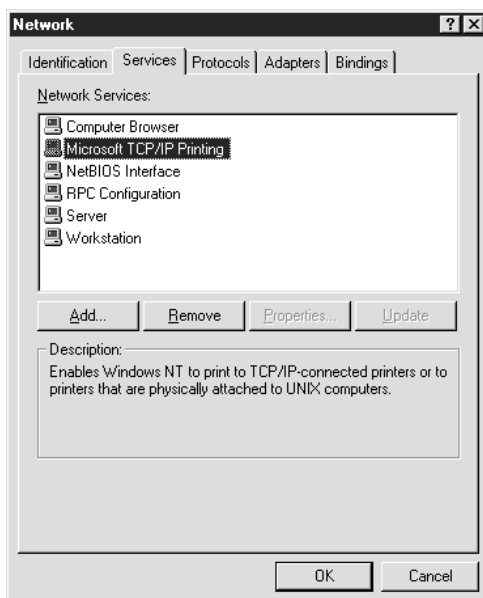 Network ? ×
Identification Services Protocols Adapters Bindings
Network Services:
Computer Browser
Microsoft TCP/IP Printing
NetBIOS Interface
RPC Configuration
Server
Workstation
Add... Remove Properties... Update
Description:
Enables Windows NT to print to TCP/IP-connected printers or to
printers that are physically attached to UNIX computers.
OK Cancel